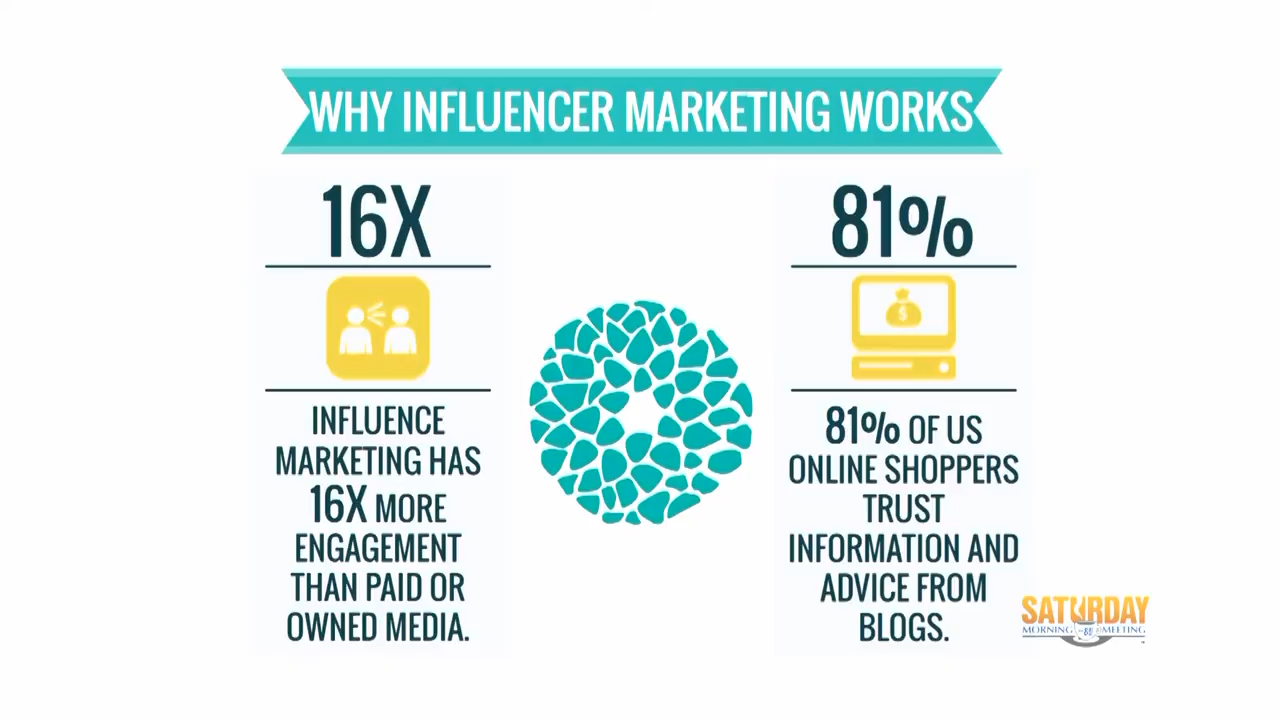 WHY INFLUENCER MARKETING WORKS
16X
INFLUENCE
MARKETING HAS
16X MORE
ENGAGEMENT
THAN PAID OR
OWNED MEDIA.
81%
$
81% OF US
ONLINE SHOPPERS
TRUST
INFORMATION AND
ADVICE FROM
BLOGS.
SATURDAY
MORNING MEETING